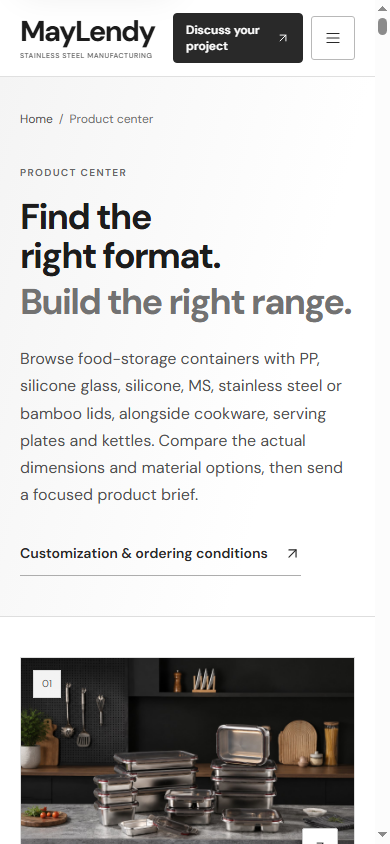 MayLendy
STAINLESS STEEL MANUFACTURING
Discuss your
project
Home / Product center
PRODUCT CENTER
Find the
right format.
Build the right range.
Browse food-storage containers with PP,
silicone glass, silicone, MS, stainless steel or
bamboo lids, alongside cookware, serving
plates and kettles. Compare the actual
dimensions and material options, then send
a focused product brief.
Customization & ordering conditions
01